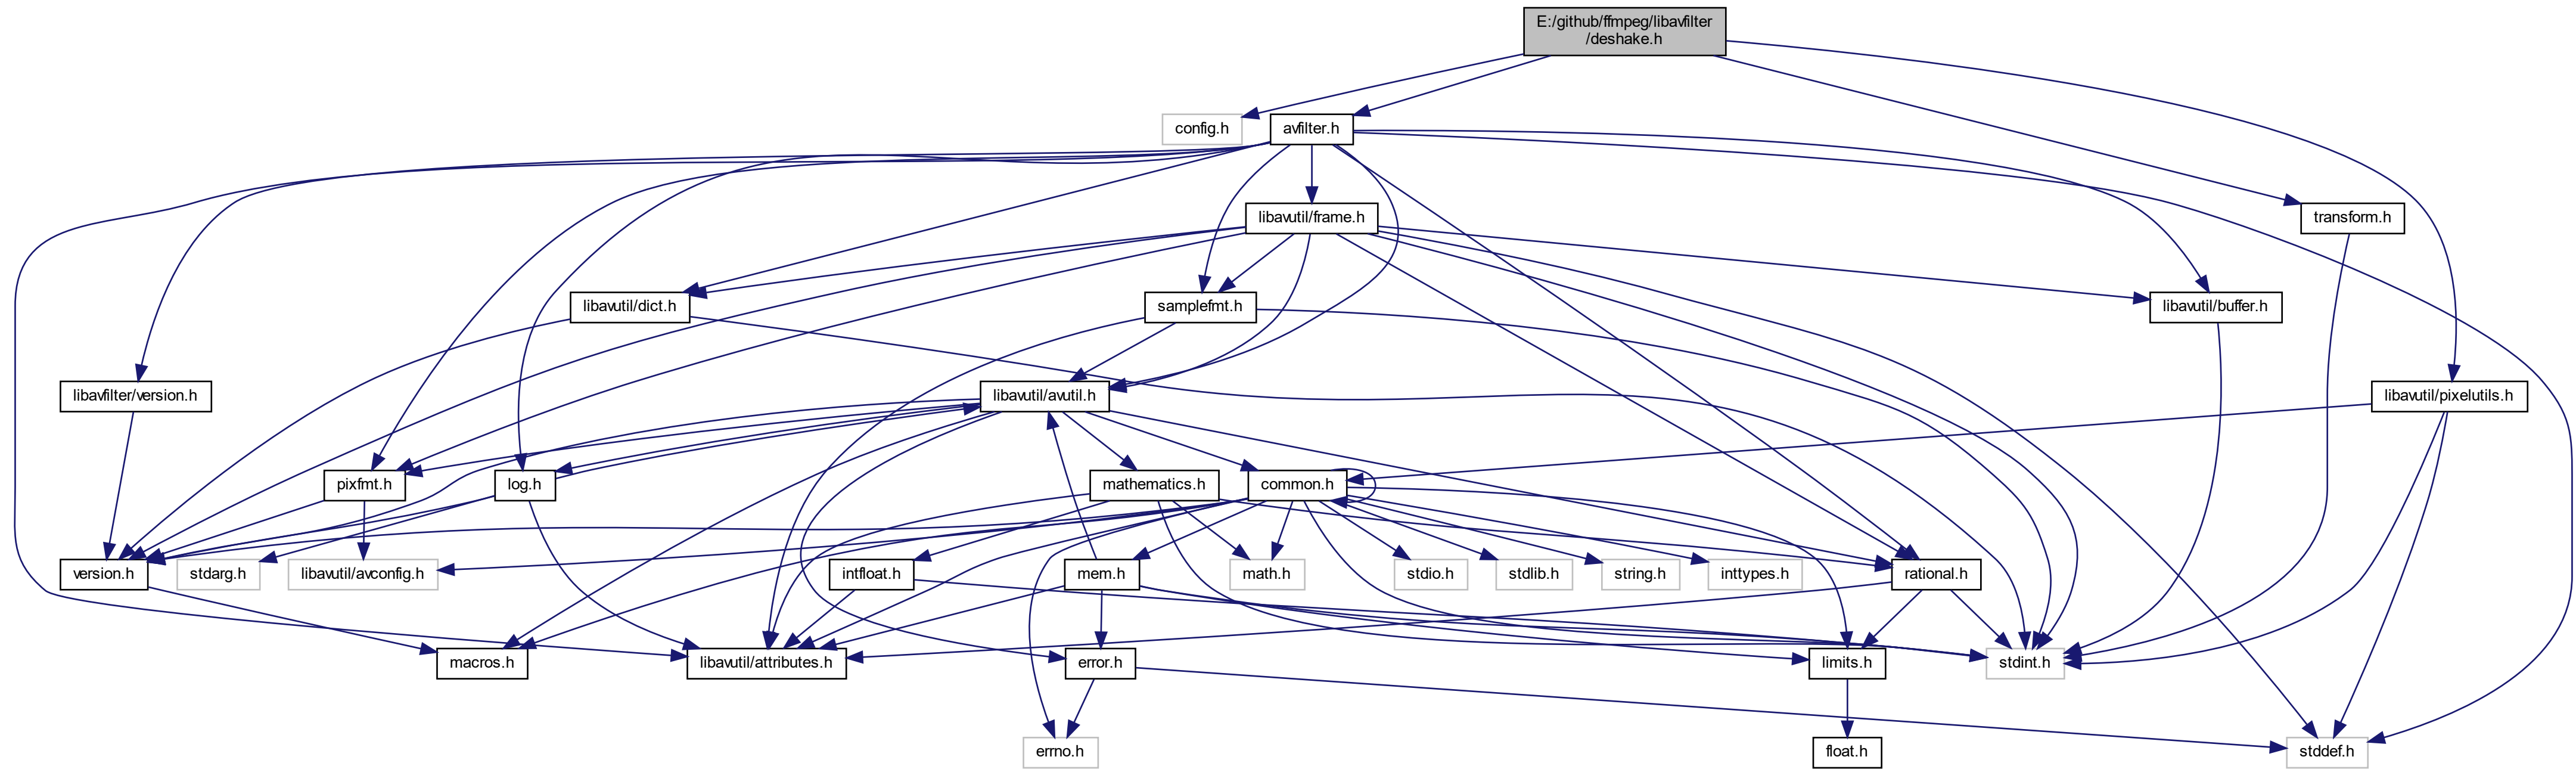 E:/github/ffmpeg/libavfilter
/deshake.h
config.h
avfilter.h
libavutil/frame.h
transform.h
libavutil/dict.h
samplefmt.h
libavutil/buffer.h
libavfilter/version.h
libavutil/avutil.h
libavutil/pixelutils.h
pixfmt.h
log.h
mathematics.h
common.h
version.h
stdarg.h
libavutil/avconfig.h
intfloat.h
mem.h
math.h
stdio.h
stdlib.h
string.h
inttypes.h
rational.h
macros.h
libavutil/attributes.h
error.h
limits.h
stdint.h
errno.h
float.h
stddef.h